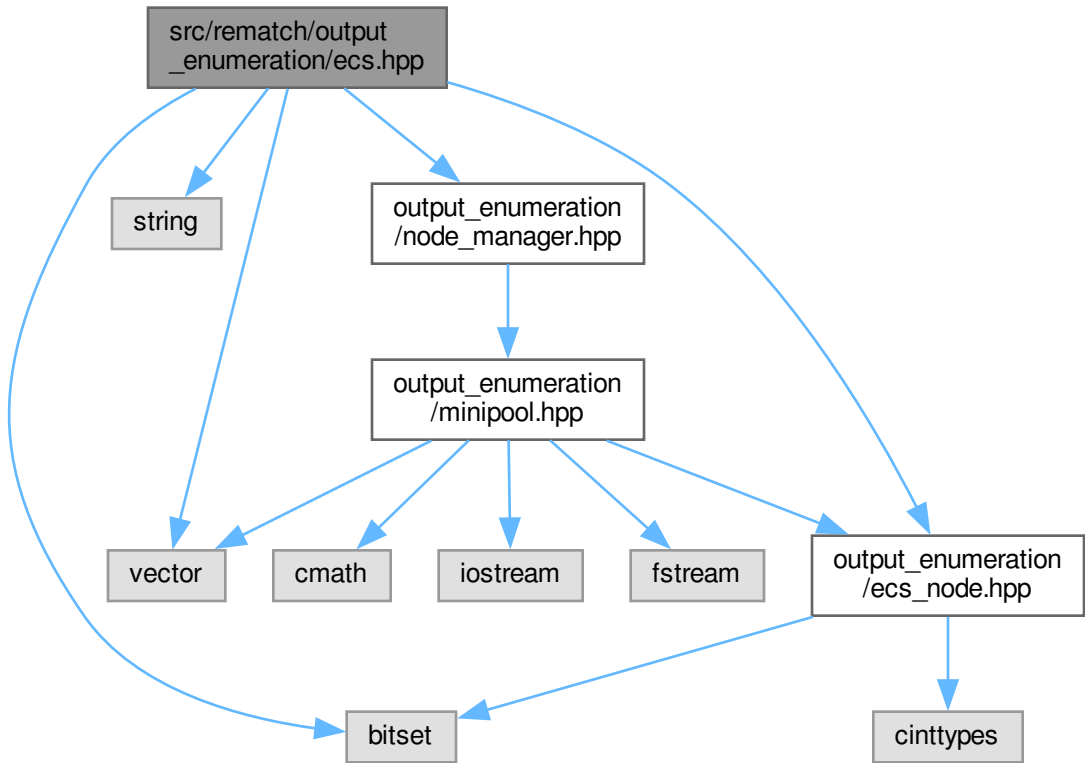 src/rematch/output
_enumeration/ecs.hpp
string
output_enumeration
/node_manager.hpp
output_enumeration
/minipool.hpp
vector
cmath
iostream
fstream
output_enumeration
/ecs_node.hpp
bitset
cinttypes